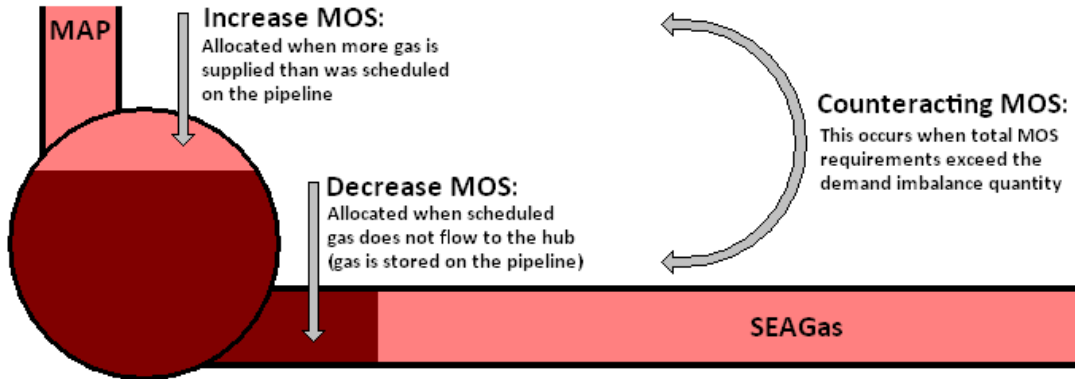 MAP
Increase MOS:
Allocated when more gas is
supplied than was scheduled
on the pipeline
Counteracting MOS:
This occurs when total MOS
requirements exceed the
demand imbalance quantity
Decrease MOS:
Allocated when scheduled
gas does not flow to the hub
(gas is stored on the pipeline)
SEAGas